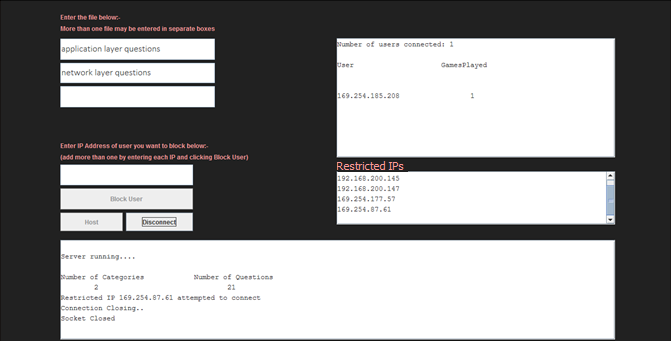 Enter the file below:-
More than one file may be entered in separate boxes
application layer questions
network layer questions
Number of users connected: 1
User GamesPlayed
169.254.185.208 1
Enter IP Address of user you want to block below:-
(add more than one by entering each IP and clicking Block User)
Block User
Host Disconnect
Restricted IPs
192.168.200.145
192.168.200.147
169.254.177.57
169.254.87.61
Server running....
Number of Categories Number of Questions
2 21
Restricted IP 169.254.87.61 attempted to connect
Connection Closing..
Socket Closed